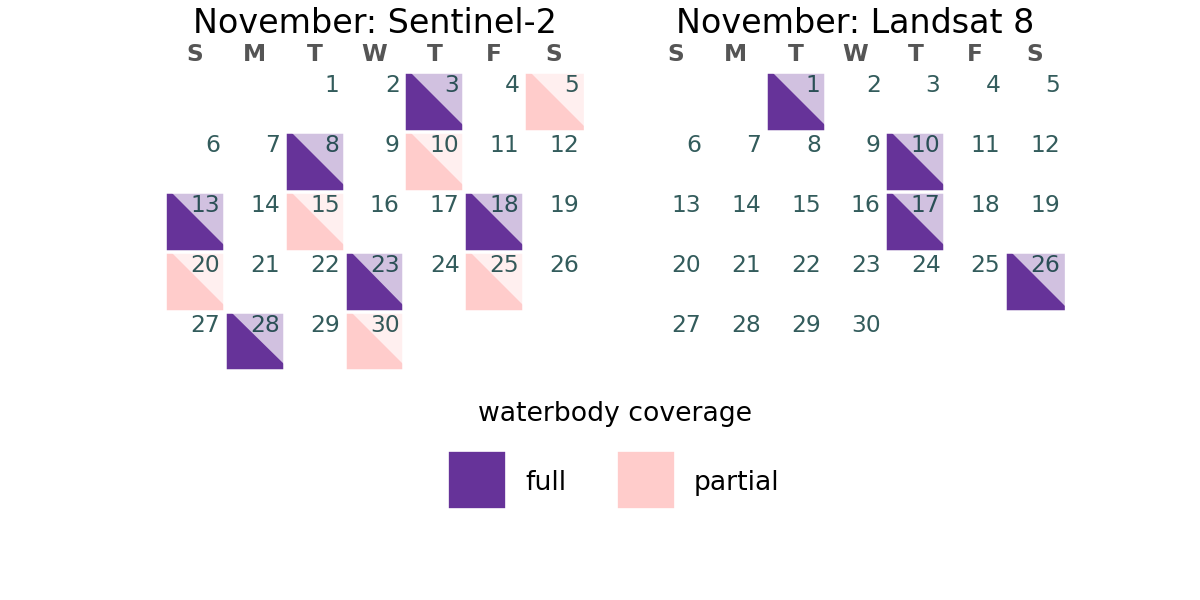 November: Sentinel-2
S M T W T F S
1 2 3 4 5
6 7 8 9 10 11 12
13 14 15 16 17 18 19
20 21 22 23 24 25 26
27 28 29 30
November: Landsat 8
S M T W T F S
1 2 3 4 5
6 7 8 9 10 11 12
13 14 15 16 17 18 19
20 21 22 23 24 25 26
27 28 29 30
waterbody coverage
full partial